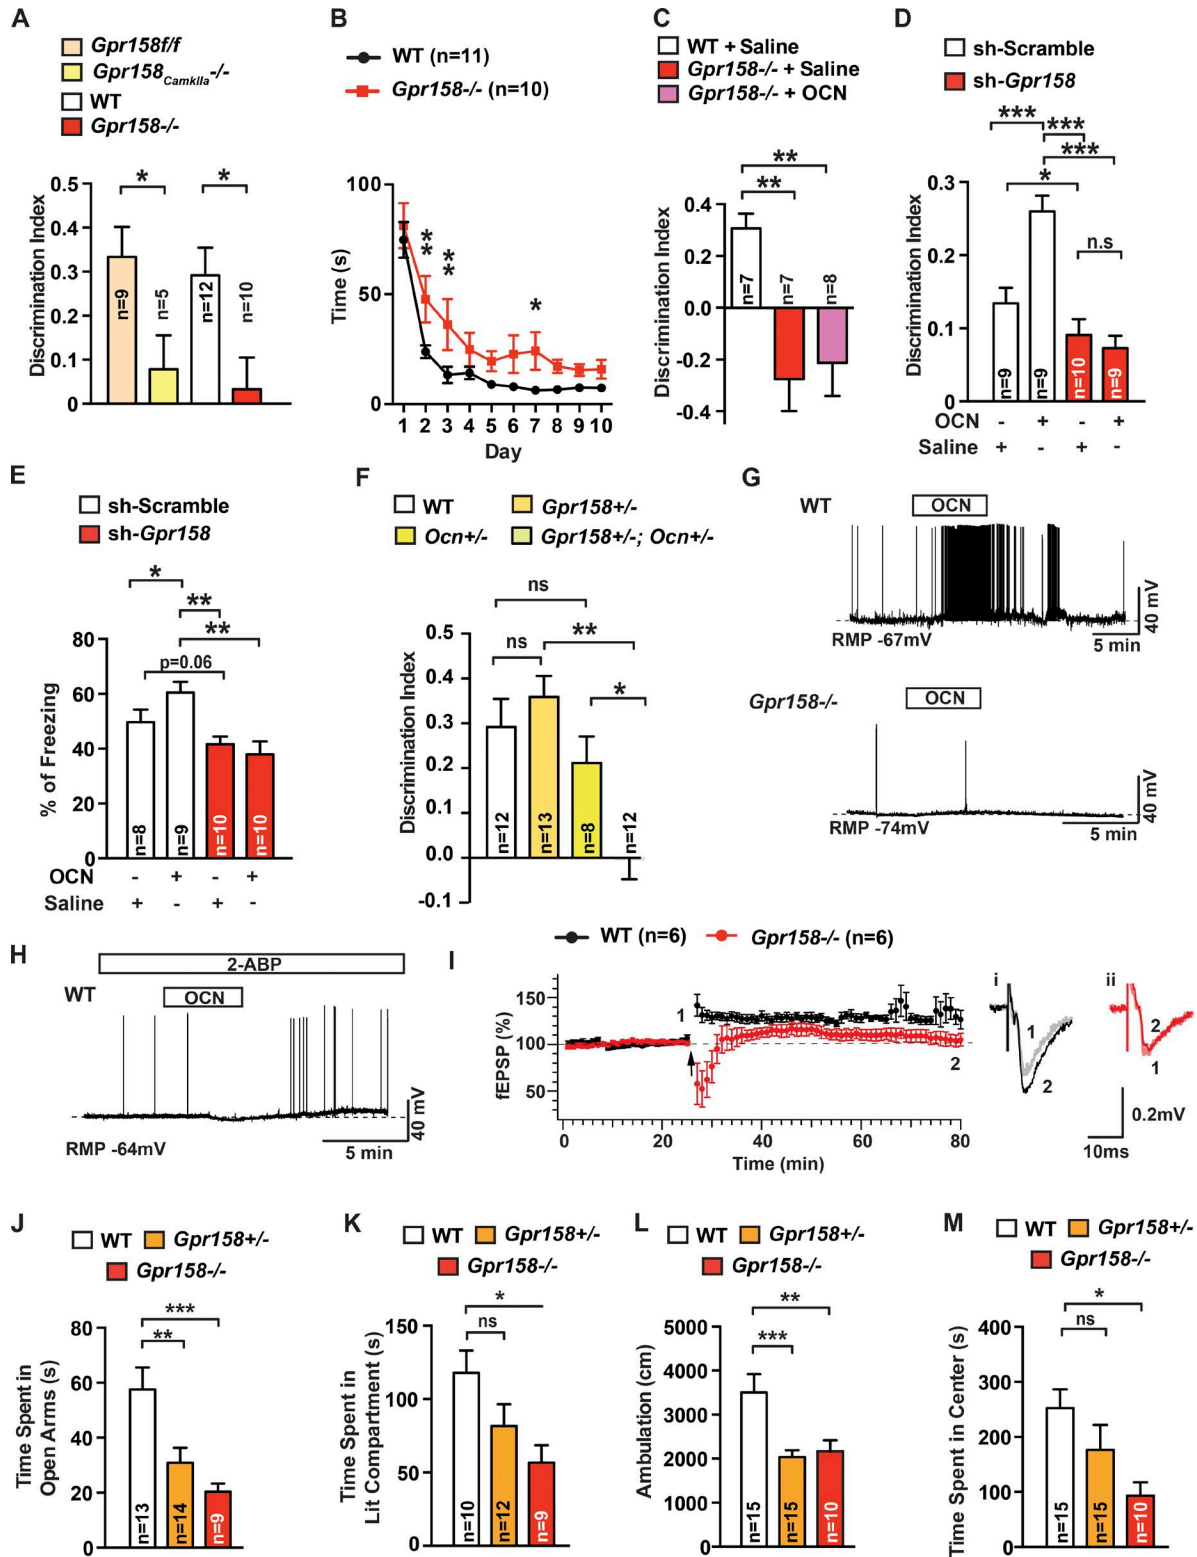 A
Gpr158f/f
Gpr158CamkIIa-/-
WT
Gpr158-/-
* *
Discrimination Index
0.5
0.4
0.3
0.2
0.1
0
n=9
n=5
n=12
n=10
B
WT (n=11)
Gpr158-/- (n=10)
Time (s)
100
50
0
** ** *
1 2 3 4 5 6 7 8 9 10
Day
C
WT + Saline
Gpr158-/- + Saline
Gpr158-/- + OCN
**
**
Discrimination Index
0.4
0.2
0.0
-0.2
-0.4
n=7
n=7
n=8
D
sh-Scramble
sh-Gpr158
*** ***
***
*
n.s
Discrimination Index
0.3
0.2
0.1
0
n=9
n=9
n=10
n=9
OCN - + - +
Saline + - + -
E
sh-Scramble
sh-Gpr158
*
**
**
p=0.06
% of Freezing
80
60
40
20
0
n=8
n=9
n=10
n=10
OCN - + - +
Saline + - + -
F
WT
Gpr158+/-
Ocn+/-
Gpr158+/-; Ocn+/-
ns
ns **
*
Discrimination Index
0.5
0.4
0.3
0.2
0.1
0.0
-0.1
n=12
n=13
n=8
n=12
G
WT
OCN
RMP -67mV
40 mV
5 min
Gpr158-/-
OCN
RMP -74mV
40 mV
5 min
H
2-ABP
WT
OCN
RMP -64mV
40 mV
5 min
I
WT (n=6)
Gpr158-/- (n=6)
fEPSP (%)
150
100
50
1
2
0 20 40 60 80
Time (min)
i
1
2
ii
2
1
0.2mV
10ms
J
WT
Gpr158+/-
Gpr158-/-
***
**
Time Spent in
Open Arms (s)
80
60
40
20
0
n=13
n=14
n=9
K
WT
Gpr158+/-
Gpr158-/-
*
ns
Time Spent in
Lit Compartment (s)
150
100
50
0
n=10
n=12
n=9
L
WT
Gpr158+/-
Gpr158-/-
**
***
Ambulation (cm)
5000
4000
3000
2000
1000
0
n=15
n=15
n=10
M
WT
Gpr158+/-
Gpr158-/-
*
ns
Time Spent in Center (s)
400
300
200
100
0
n=15
n=15
n=10